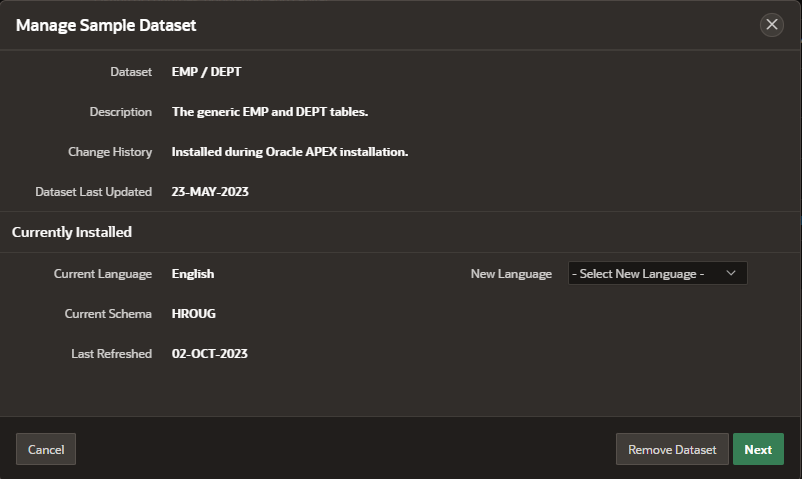 Manage Sample Dataset
Dataset EMP / DEPT
Description The generic EMP and DEPT tables.
Change History Installed during Oracle APEX installation.
Dataset Last Updated 23-MAY-2023
Currently Installed
Current Language English New Language - Select New Language -
Current Schema HROUG
Last Refreshed 02-OCT-2023
Cancel Remove Dataset Next